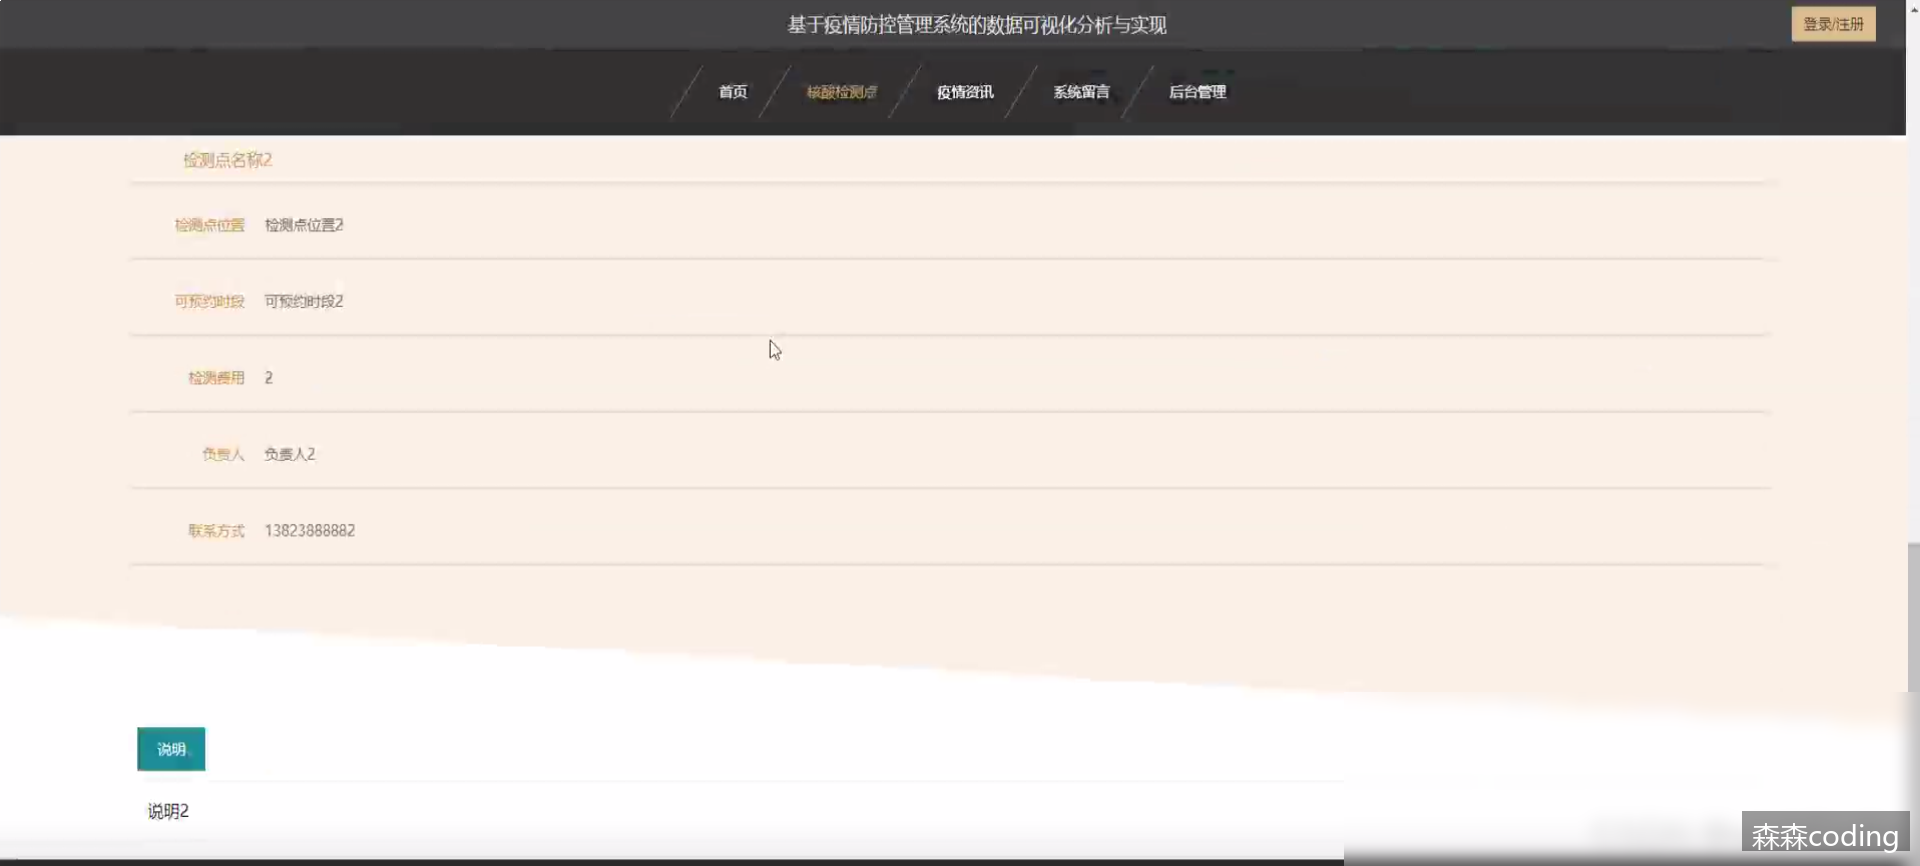 基于疫情防控管理系统的数据可视化分析与实现
登录/注册
首页 核酸检测点 疫情资讯 系统留言 后台管理
检测点名称2
检测点位置 检测点位置2
可预约时段 可预约时段2
检测费用 2
负责人 负责人2
联系方式 13823888882
说明
说明2
森森coding